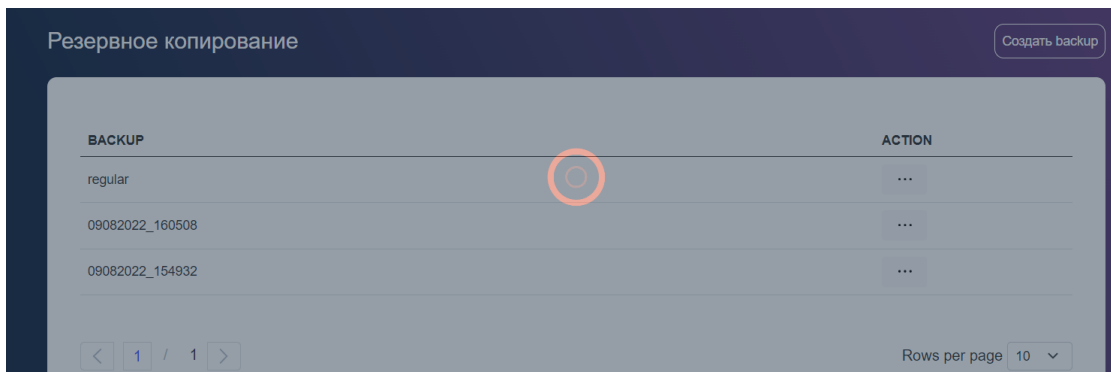 Резервное копирование
Создать backup
BACKUP ACTION
regular ...
09082022_160508 ...
09082022_154932 ...
< 1 / 1 > Rows per page 10